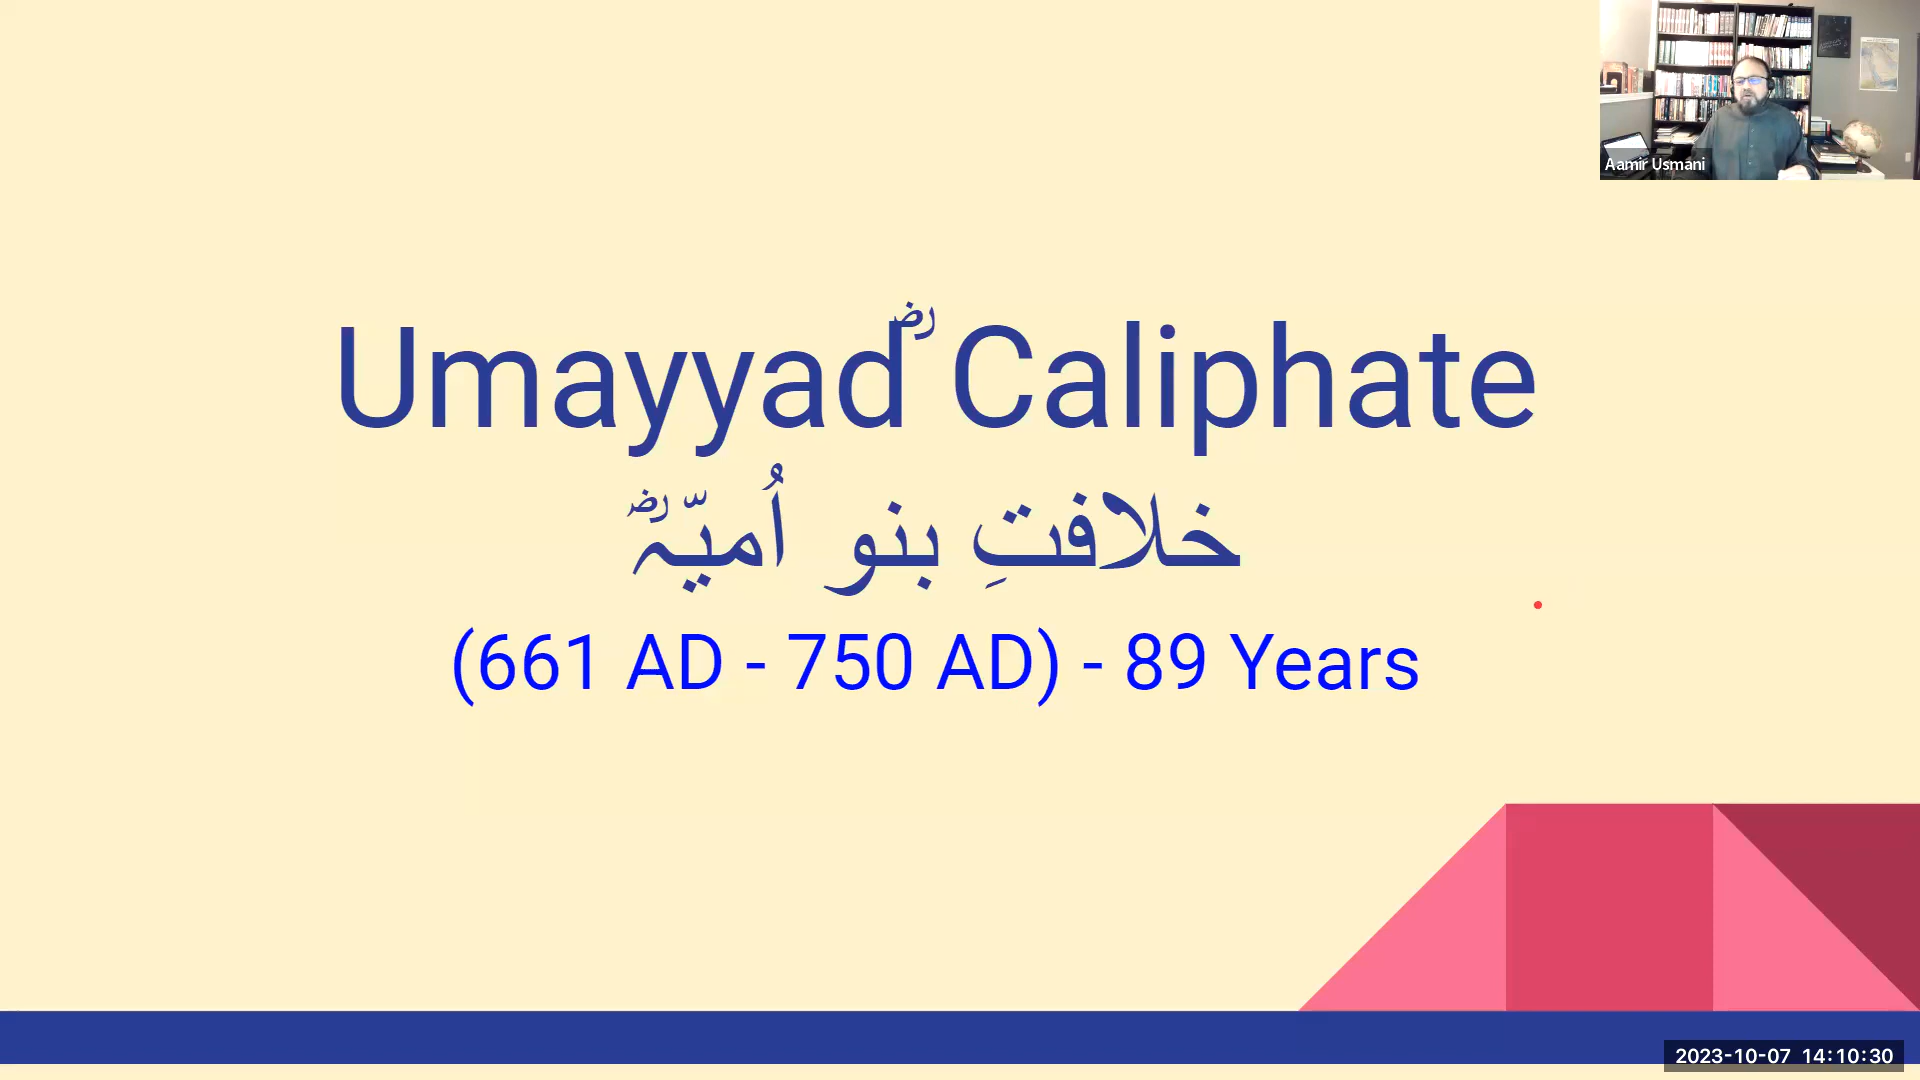 Aamir Usmani
Umayyadؓ Caliphate
خلافتِ بنو اُمیّہؓ
(661 AD - 750 AD) - 89 Years
2023-10-07 14:10:30